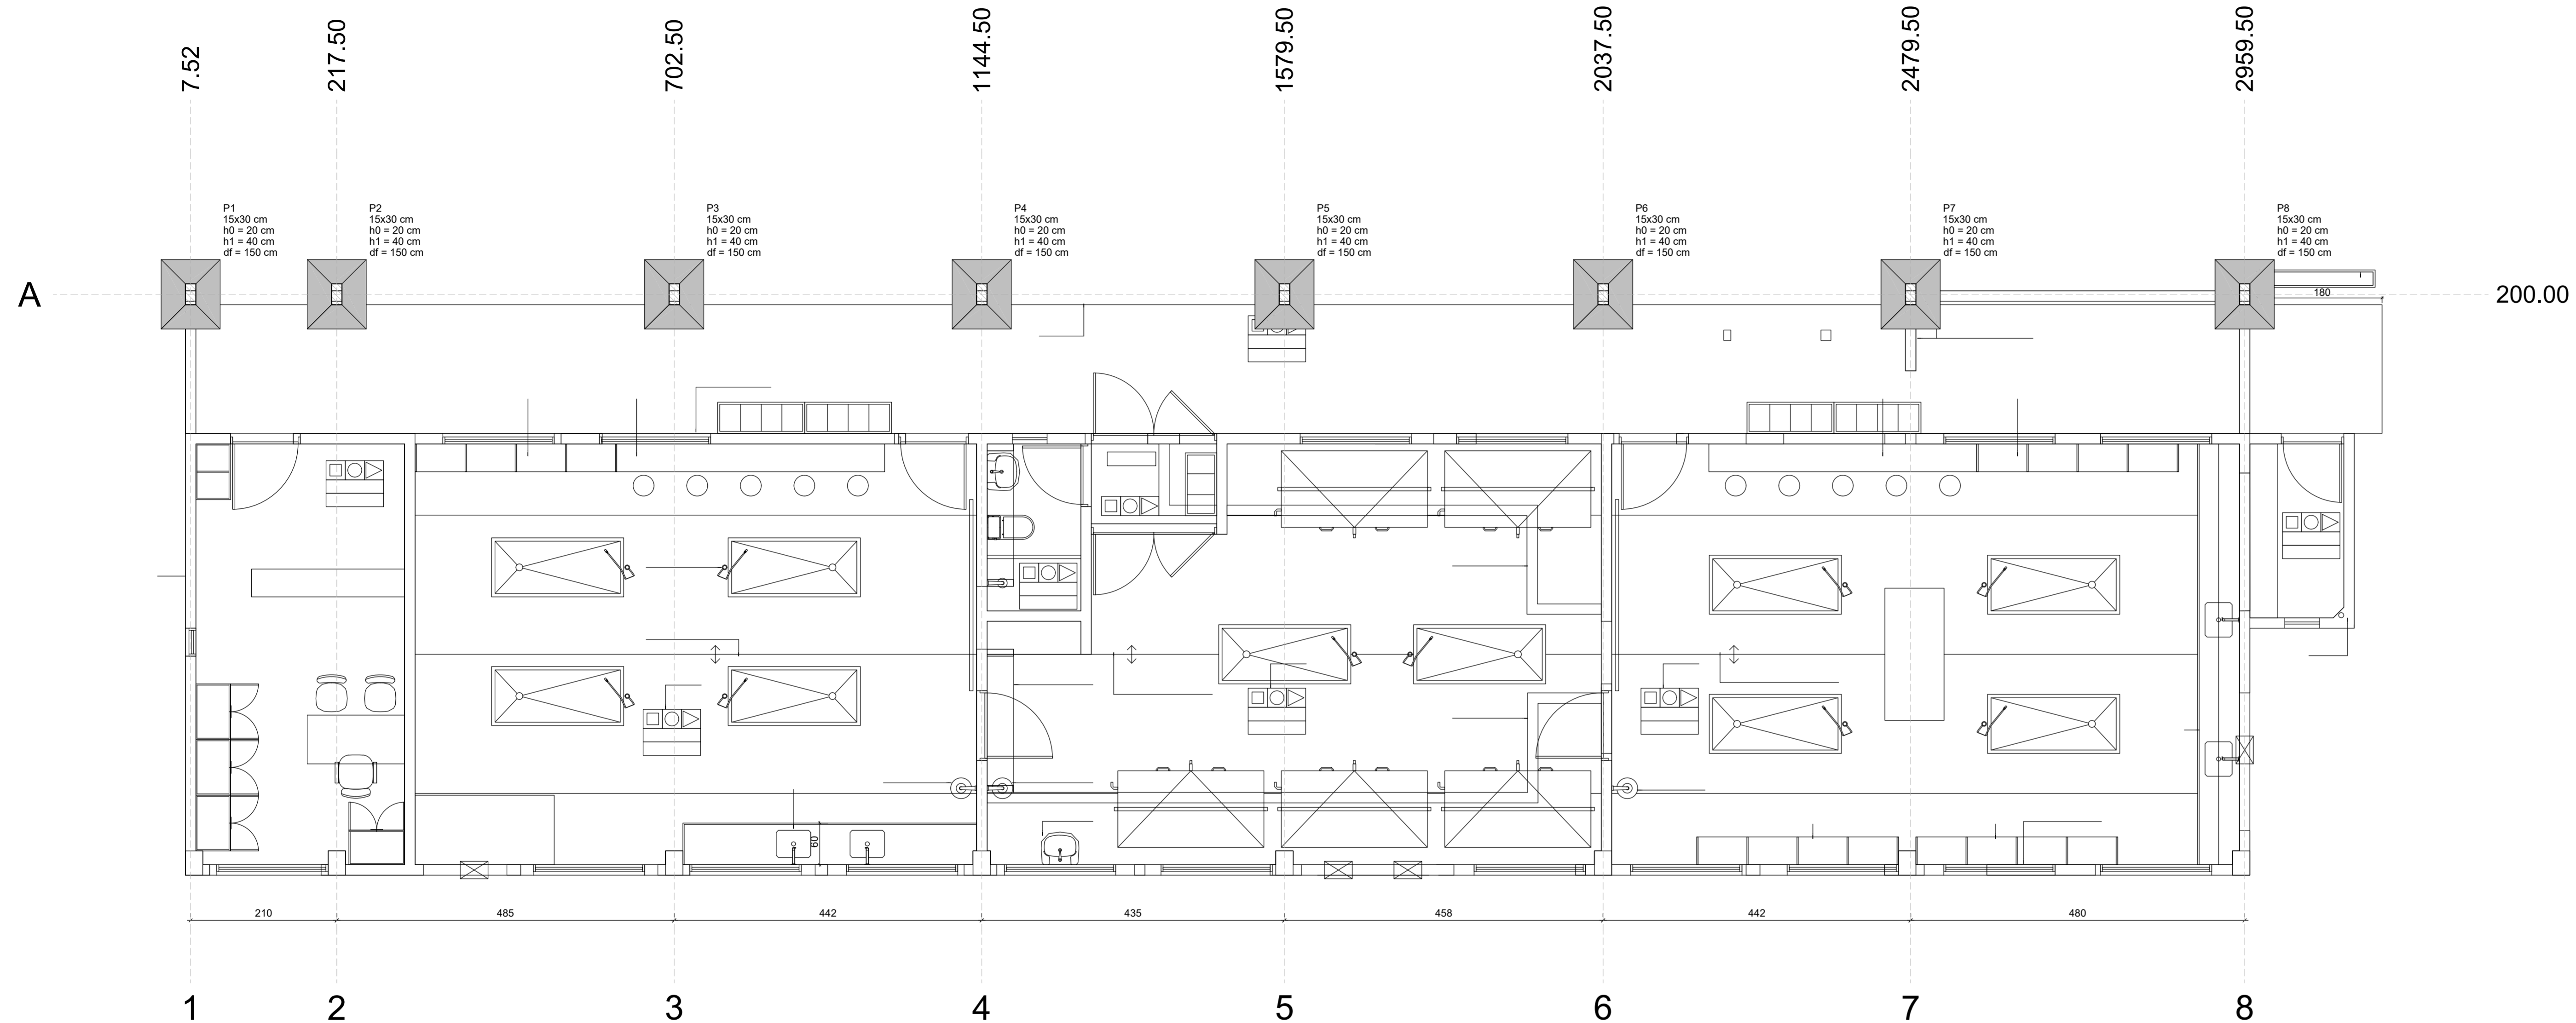 7.52
217.50
702.50
1144.50
1579.50
2037.50
2479.50
2959.50
P1
15x30 cm
h0 = 20 cm
h1 = 40 cm
df = 150 cm
P2
15x30 cm
h0 = 20 cm
h1 = 40 cm
df = 150 cm
P3
15x30 cm
h0 = 20 cm
h1 = 40 cm
df = 150 cm
P4
15x30 cm
h0 = 20 cm
h1 = 40 cm
df = 150 cm
P5
15x30 cm
h0 = 20 cm
h1 = 40 cm
df = 150 cm
P6
15x30 cm
h0 = 20 cm
h1 = 40 cm
df = 150 cm
P7
15x30 cm
h0 = 20 cm
h1 = 40 cm
df = 150 cm
P8
15x30 cm
h0 = 20 cm
h1 = 40 cm
df = 150 cm
A
180
200.00
60
210
485
442
435
458
442
480
1
2
3
4
5
6
7
8